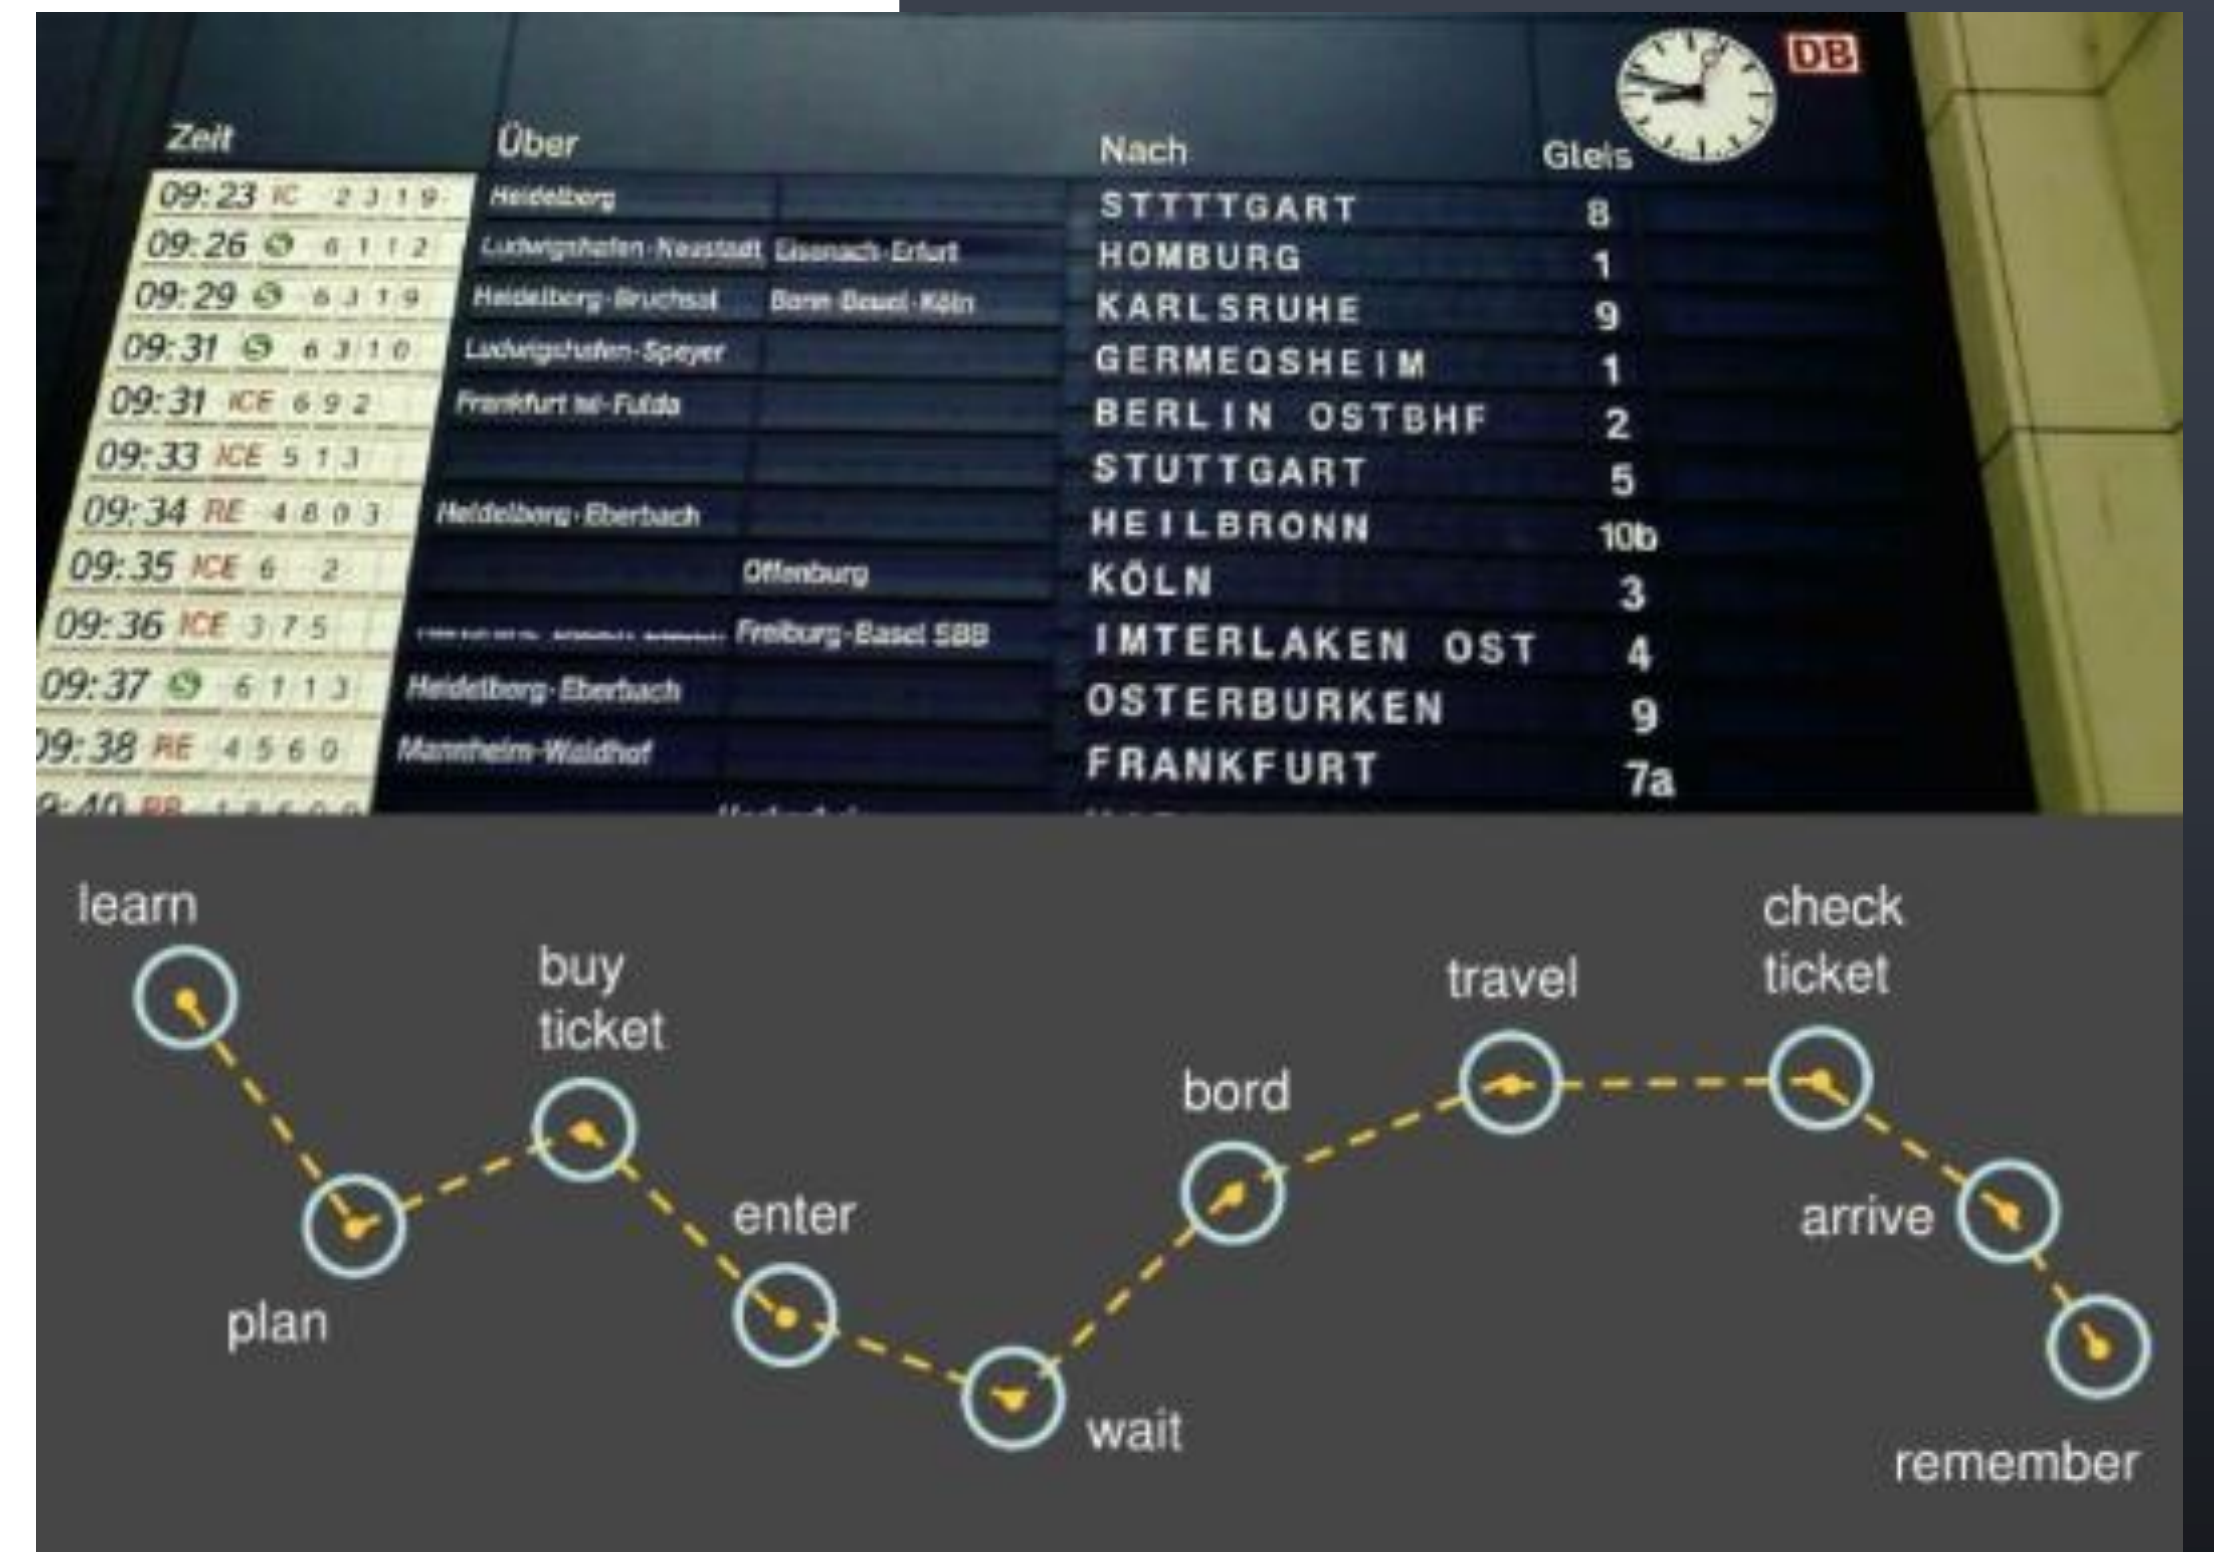 DB
Zeit Über Nach Gleis
09:23 IC 2319 Heidelberg STTTTGART 8
09:26 S 6112 Ludwigshafen-Neustadt Eisenach-Erfurt HOMBURG 1
09:29 S 6319 Heidelberg-Bruchsal Bonn-Beuel-Köln KARLSRUHE 9
09:31 S 6310 Ludwigshafen-Speyer GERMEQSHEIM 1
09:31 ICE 692 Frankfurt Hbf-Fulda BERLIN OSTBHF 2
09:33 ICE 513 STUTTGART 5
09:34 RE 4803 Heidelberg-Eberbach HEILBRONN 10b
09:35 ICE 6 2 Offenburg KÖLN 3
09:36 ICE 375 Freiburg-Basel SBB IMTERLAKEN OST 4
09:37 S 6113 Heidelberg-Eberbach OSTERBURKEN 9
09:38 RE 4560 Mannheim-Waldhof FRANKFURT 7a
9:40
learn
plan
buy
ticket
enter
wait
bord
travel
check
ticket
arrive
remember